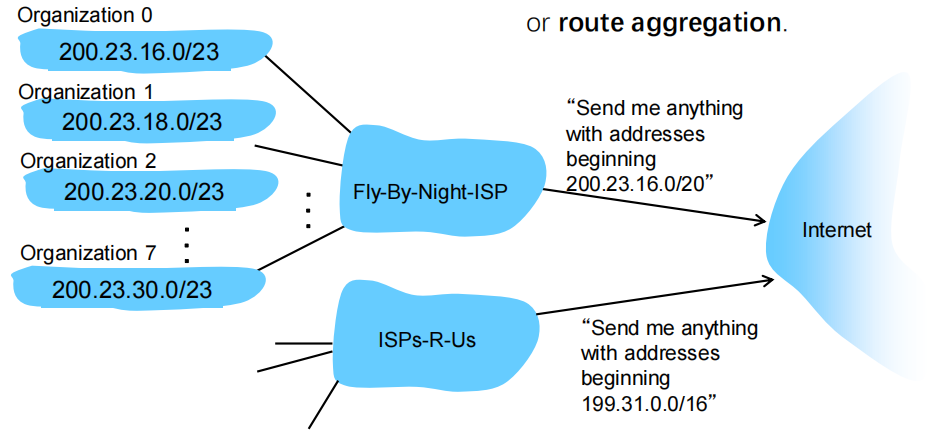 Organization 0
200.23.16.0/23
Organization 1
200.23.18.0/23
Organization 2
200.23.20.0/23
Organization 7
200.23.30.0/23
Fly-By-Night-ISP
ISPs-R-Us
or route aggregation.
“Send me anything
with addresses
beginning
200.23.16.0/20”
Internet
“Send me anything
with addresses
beginning
199.31.0.0/16”